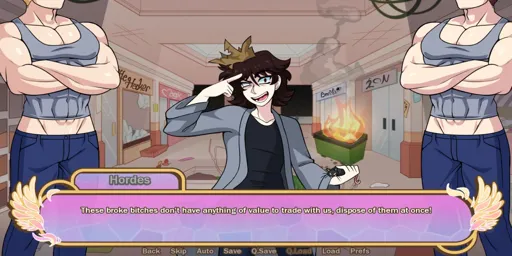 Hordes
These broke bitches don't have anything of value to trade with us, dispose of them at once!
Back Skip Auto Save Q.Save Q.Load Load Prefs